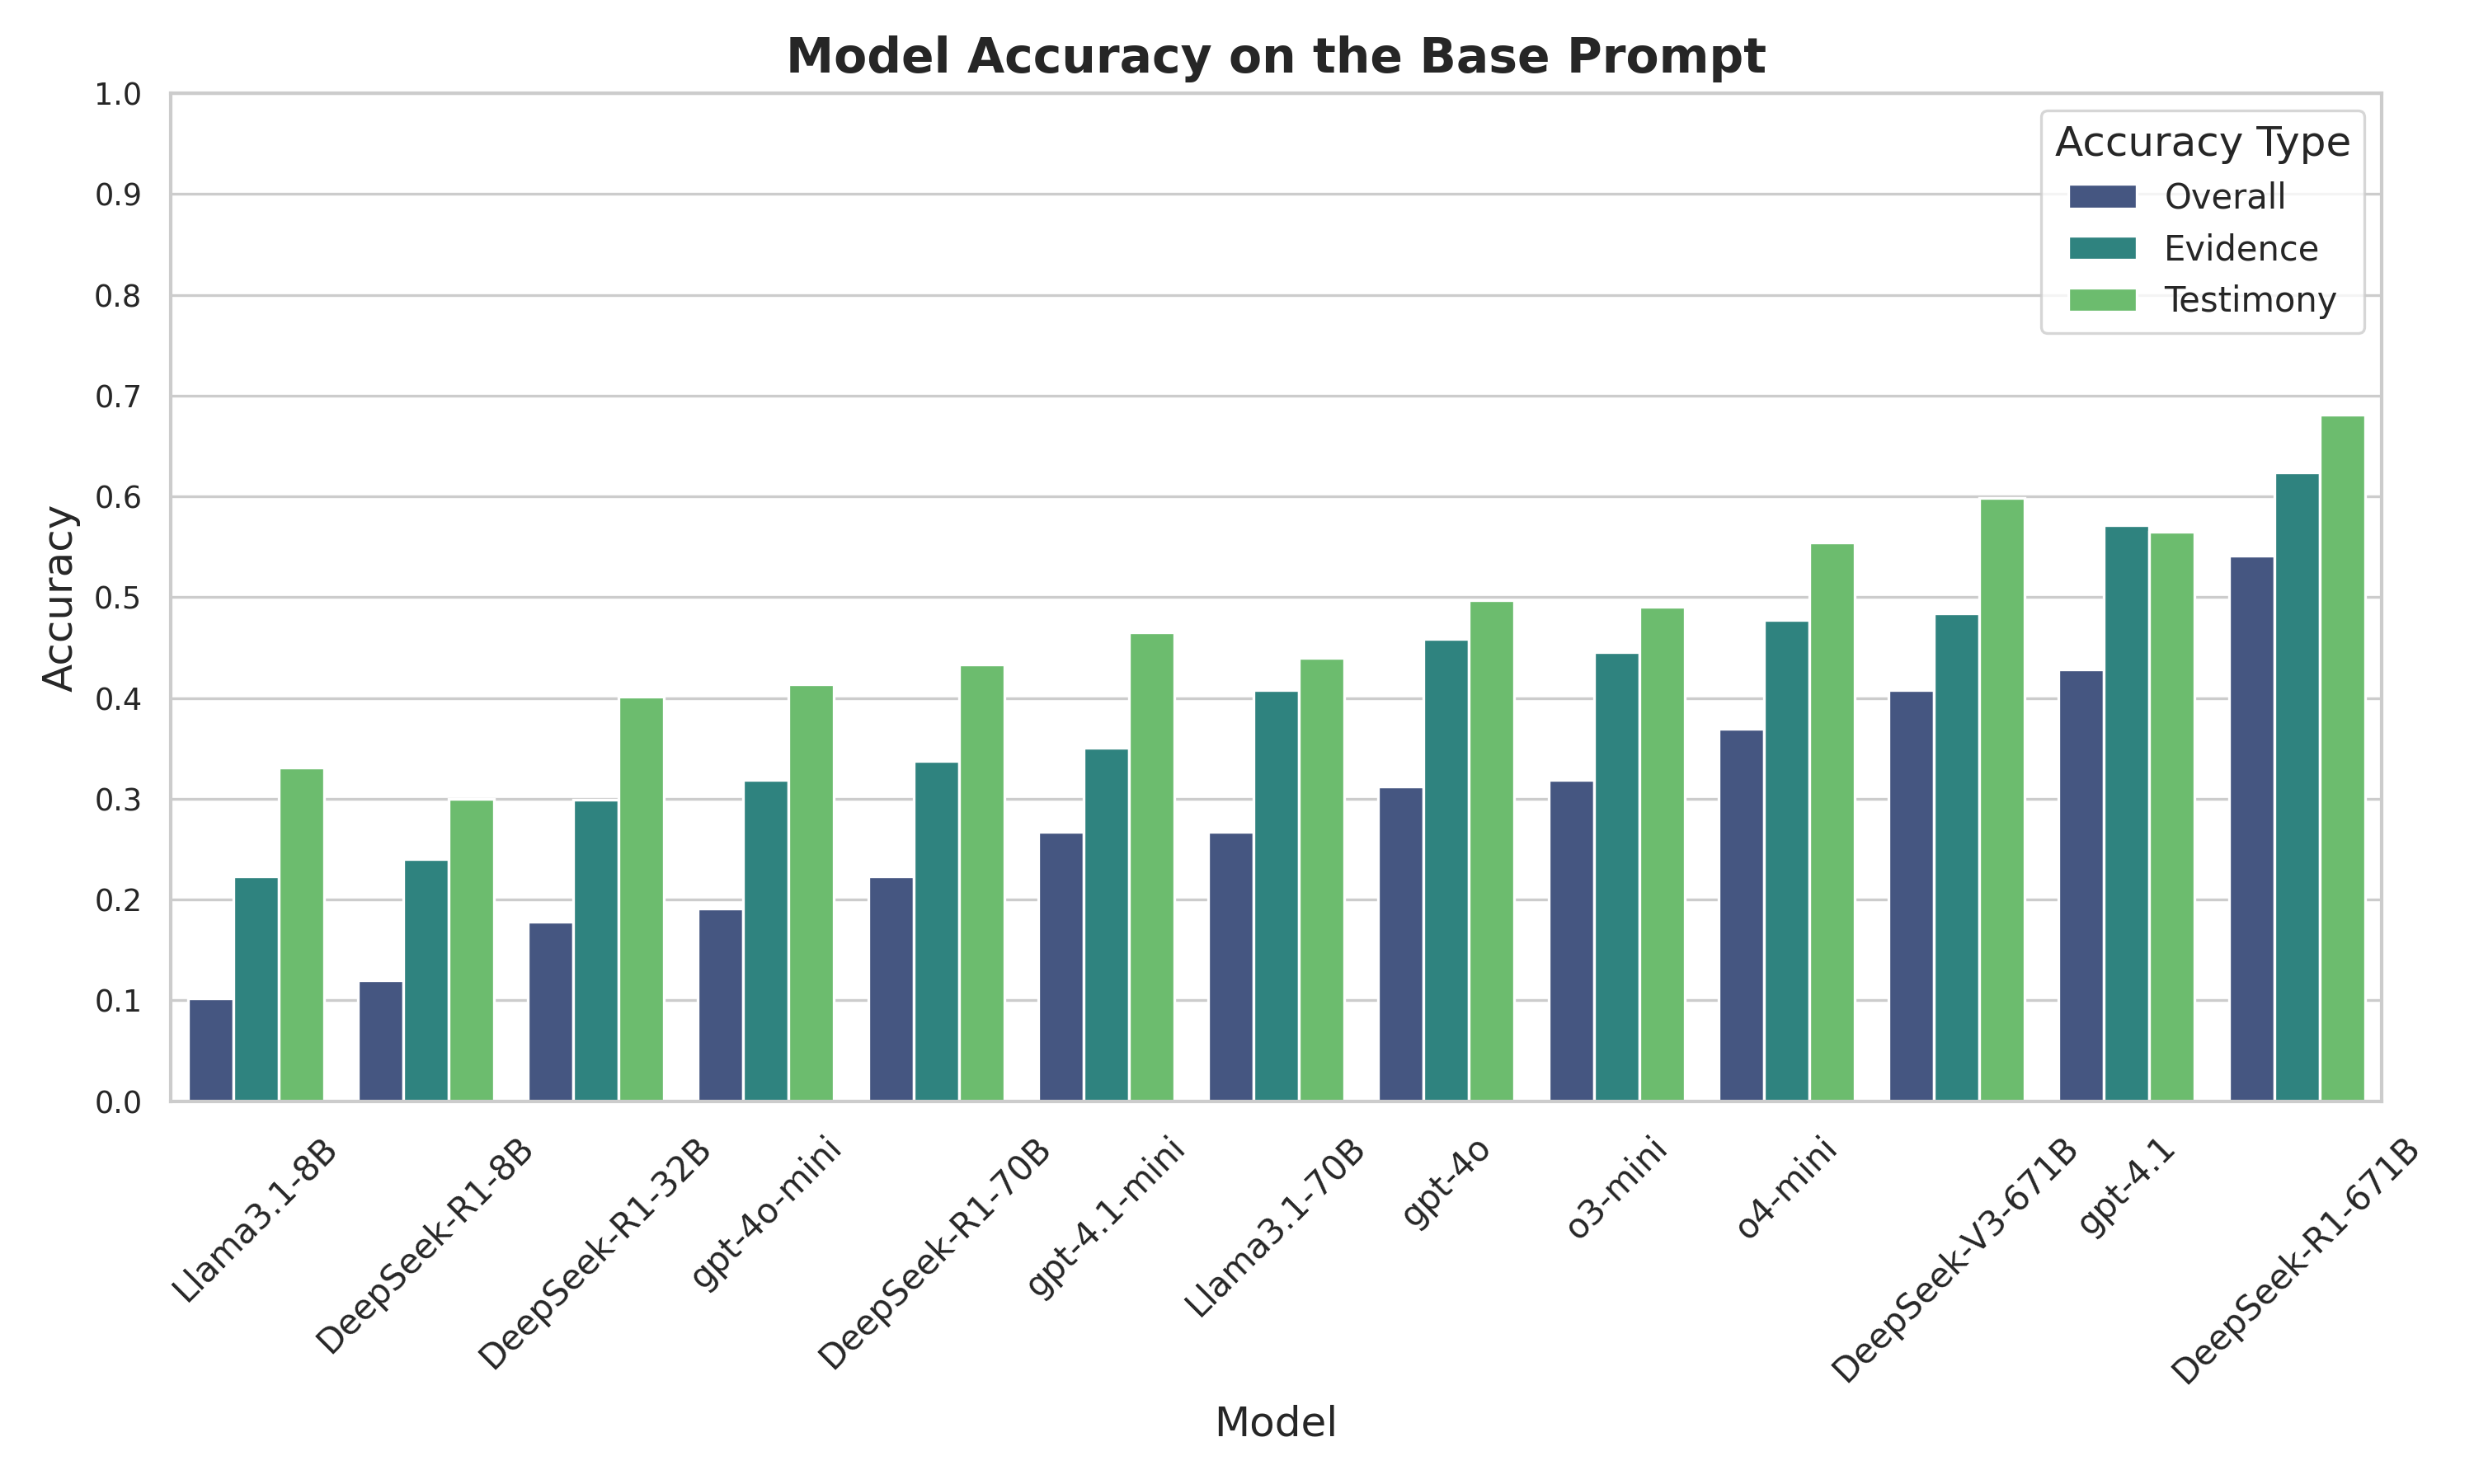 Model Accuracy on the Base Prompt
1.0
0.9
0.8
0.7
0.6
0.5
0.4
0.3
0.2
0.1
0.0
Accuracy
Accuracy Type
Overall
Evidence
Testimony
Llama3.1-8B
DeepSeek-R1-8B
DeepSeek-R1-32B
gpt-4o-mini
DeepSeek-R1-70B
gpt-4.1-mini
Llama3.1-70B
gpt-4o
o3-mini
o4-mini
DeepSeek-V3-671B
gpt-4.1
DeepSeek-R1-671B
Model